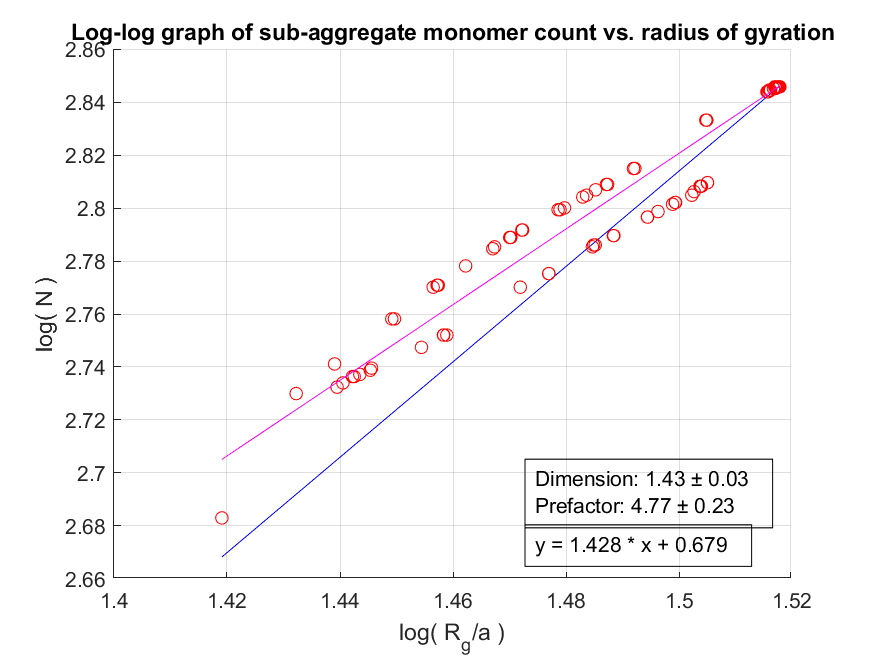 Log-log graph of sub-aggregate monomer count vs. radius of gyration
2.86
2.84
2.82
2.8
2.78
2.76
2.74
2.72
2.7
2.68
2.66
log( N )
Dimension: 1.43 ± 0.03
Prefactor: 4.77 ± 0.23
y = 1.428 * x + 0.679
1.4 1.42 1.44 1.46 1.48 1.5 1.52
log( R_g/a )